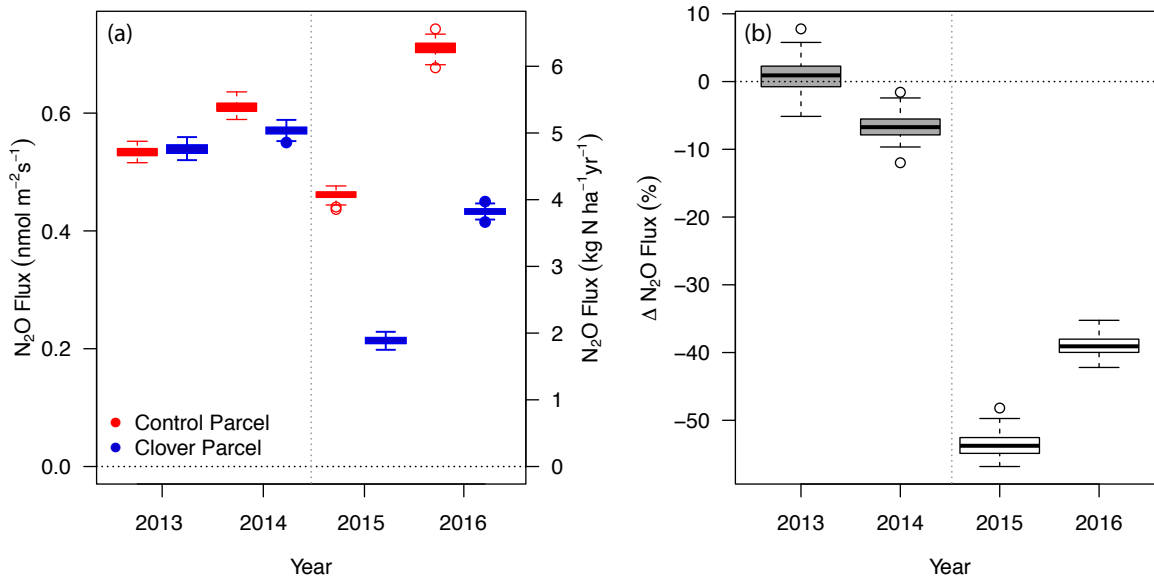 (a)
N₂O Flux (nmol m⁻²s⁻¹)
0.6
0.4
0.2
0.0
6
5
4
3
2
1
0
N₂O Flux (kg N ha⁻¹yr⁻¹)
Control Parcel
Clover Parcel
2013 2014 2015 2016
Year
(b)
Δ N₂O Flux (%)
10
0
−10
−20
−30
−40
−50
2013 2014 2015 2016
Year